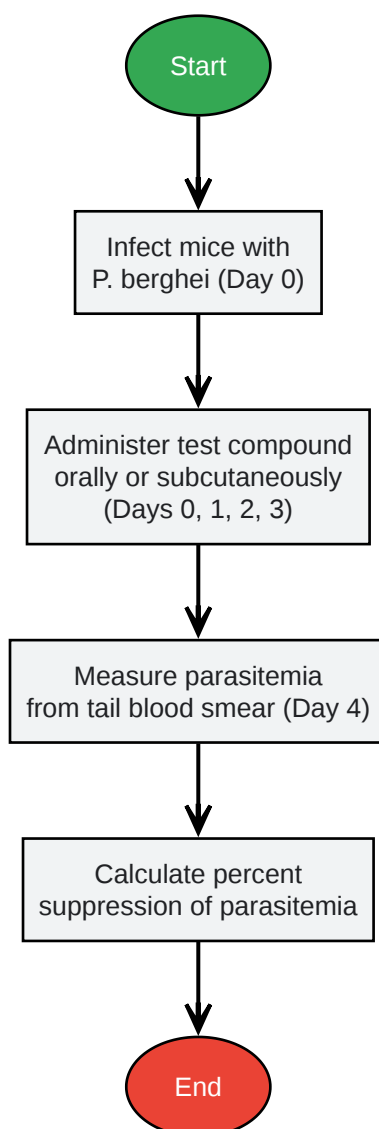 Start
Infect mice with
P. berghei (Day 0)
Administer test compound
orally or subcutaneously
(Days 0, 1, 2, 3)
Measure parasitemia
from tail blood smear (Day 4)
Calculate percent
suppression of parasitemia
End